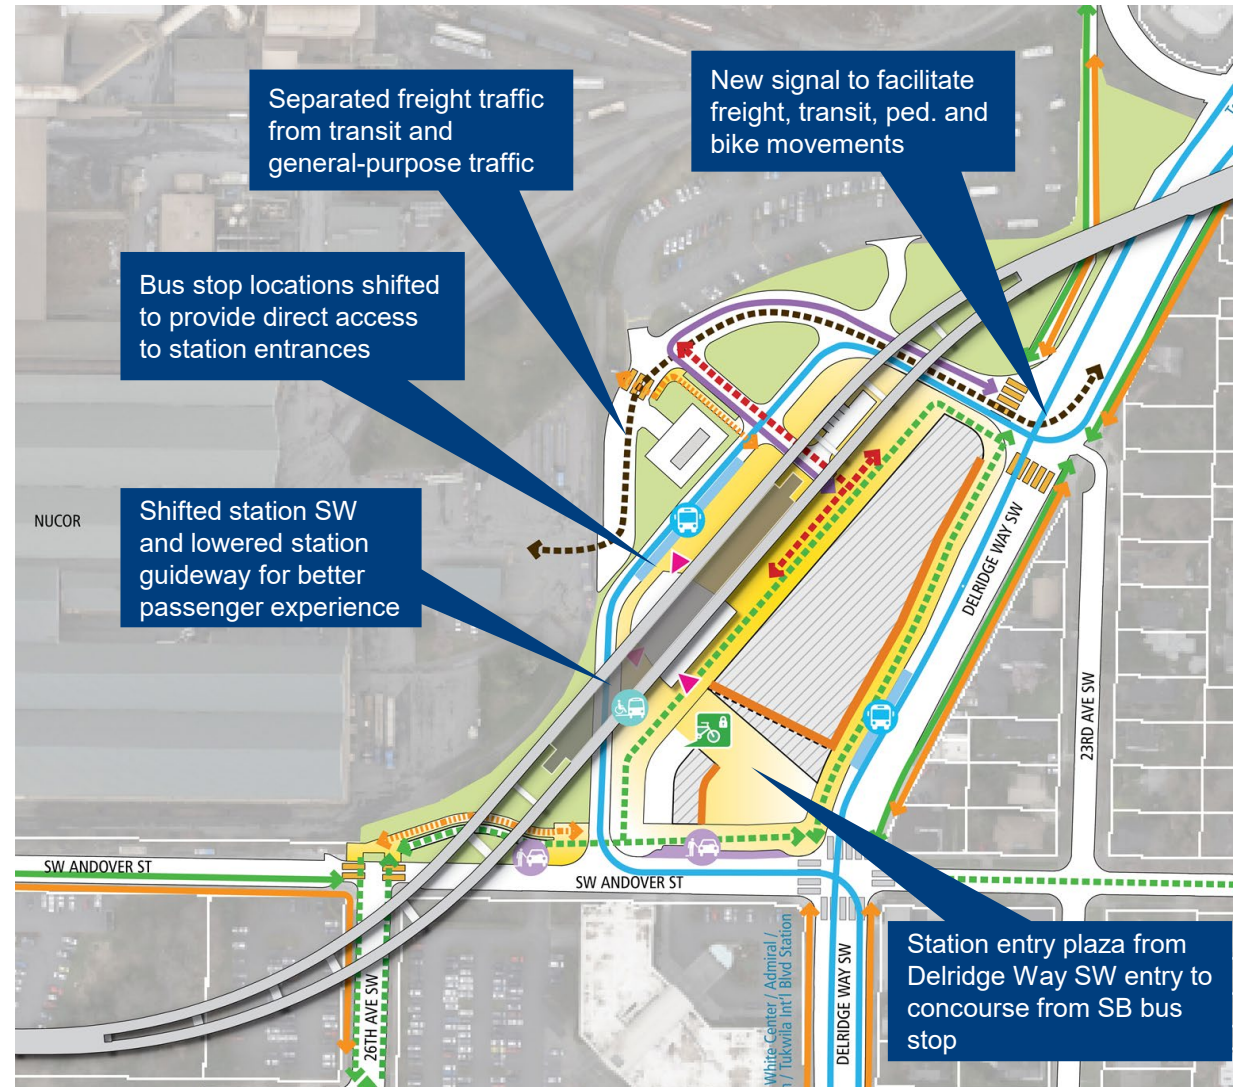 Separated freight traffic
from transit and
general-purpose traffic
New signal to facilitate
freight, transit, ped. and
bike movements
Bus stop locations shifted
to provide direct access
to station entrances
Shifted station SW
and lowered station
guideway for better
passenger experience
NUCOR
DELRIDGE WAY SW
23RD AVE SW
SW ANDOVER ST
SW ANDOVER ST
26TH AVE SW
White Center / Admiral /
/ Tukwila Int'l Blvd Station
DELRIDGE WAY SW
Station entry plaza from
Delridge Way SW entry to
concourse from SB bus
stop